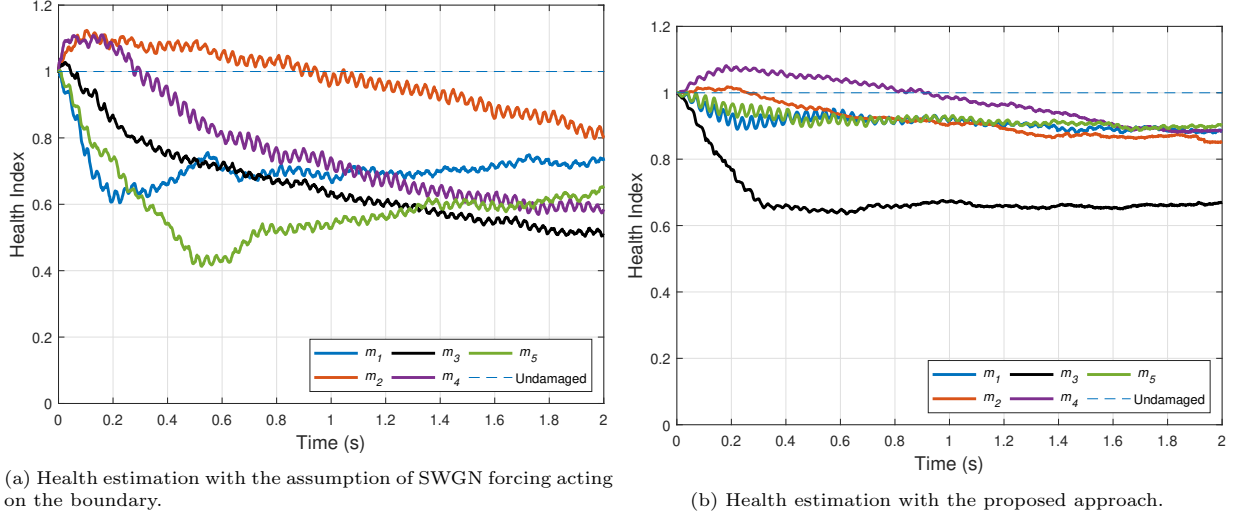 1.2
1
0.8
0.6
0.4
0.2
0
Health Index
0 0.2 0.4 0.6 0.8 1 1.2 1.4 1.6 1.8 2
Time (s)
m1 m3 m5
m2 m4 Undamaged
(a) Health estimation with the assumption of SWGN forcing acting
on the boundary.
1.2
1
0.8
0.6
0.4
0.2
0
Health Index
0 0.2 0.4 0.6 0.8 1 1.2 1.4 1.6 1.8 2
Time (s)
m1 m3 m5
m2 m4 Undamaged
(b) Health estimation with the proposed approach.